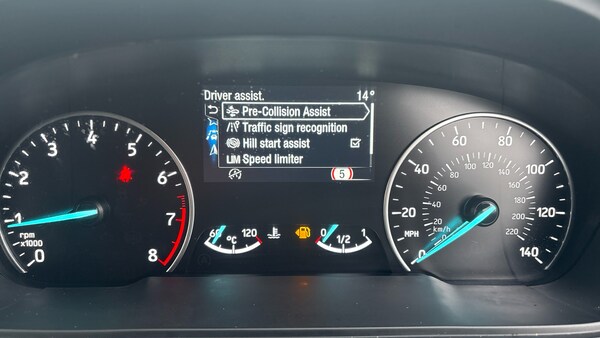 Driver assist. 14°
Pre-Collision Assist
Traffic sign recognition
Hill start assist
LIM Speed limiter
5
0 1 2 3 4 5 6 7 8
rpm
x1000
60 °C 120
0 1/2 1
0 20 40 60 80 100 120 140
MPH
0 20 40 60 80 100 120 140 160 180 200 220
km/h